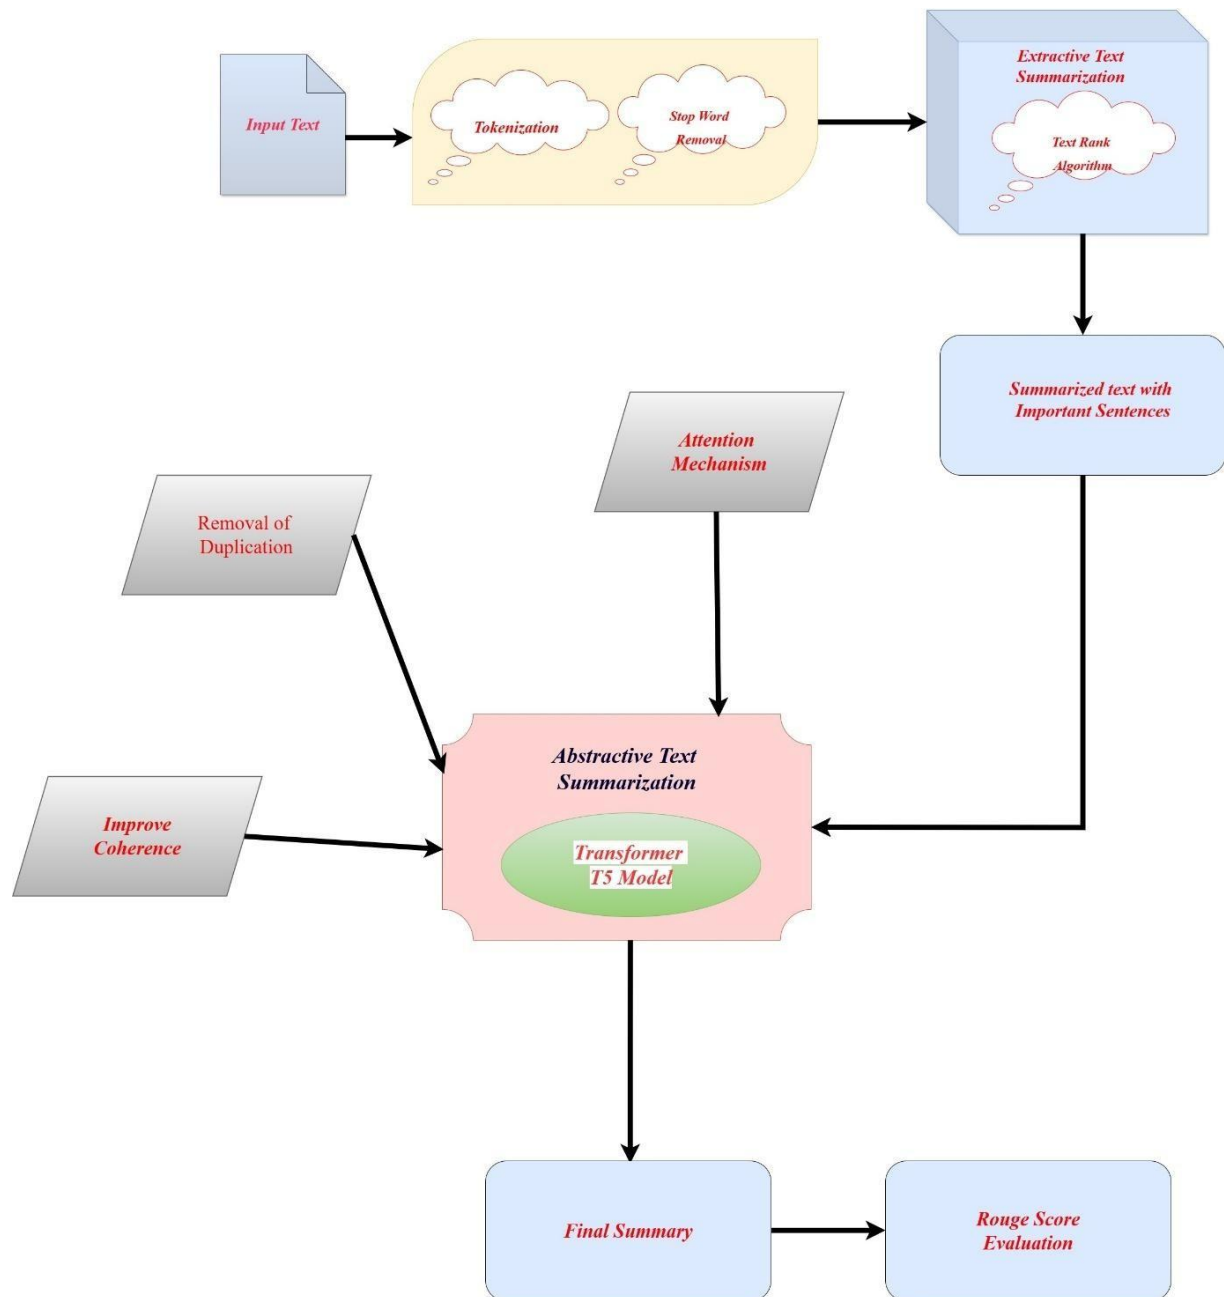 Input Text
Tokenization
Stop Word
Removal
Extractive Text
Summarization
Text Rank
Algorithm
Summarized text with
Important Sentences
Attention
Mechanism
Removal of
Duplication
Improve
Coherence
Abstractive Text
Summarization
Transformer
T5 Model
Final Summary
Rouge Score
Evaluation